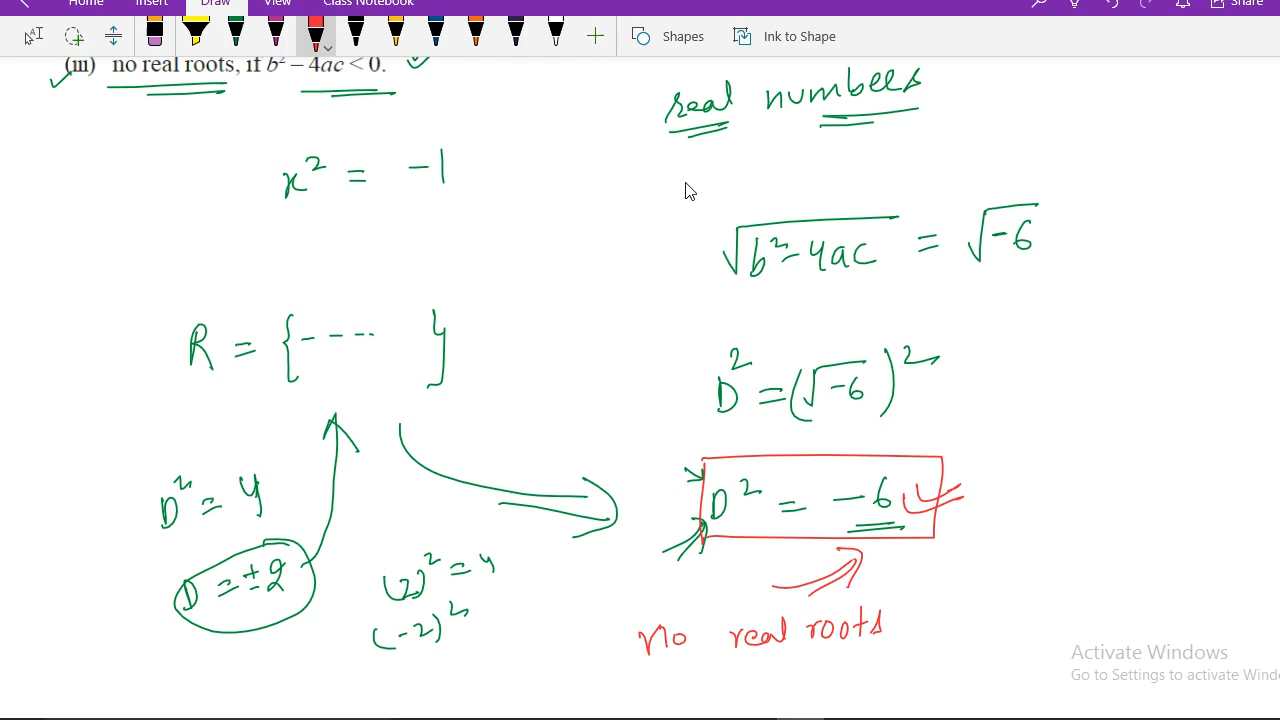 Home Insert Draw View Class Notebook Share
Shapes Ink to Shape
(iii) no real roots, if b² – 4ac < 0.
real numbers
x² = -1
√b²-4ac = √-6
R = {---- }
D² = (√-6)²
D² = 4
D² = -6
D = ±2
(2)² = 4
(-2)²
no real roots
Activate Windows
Go to Settings to activate Wind